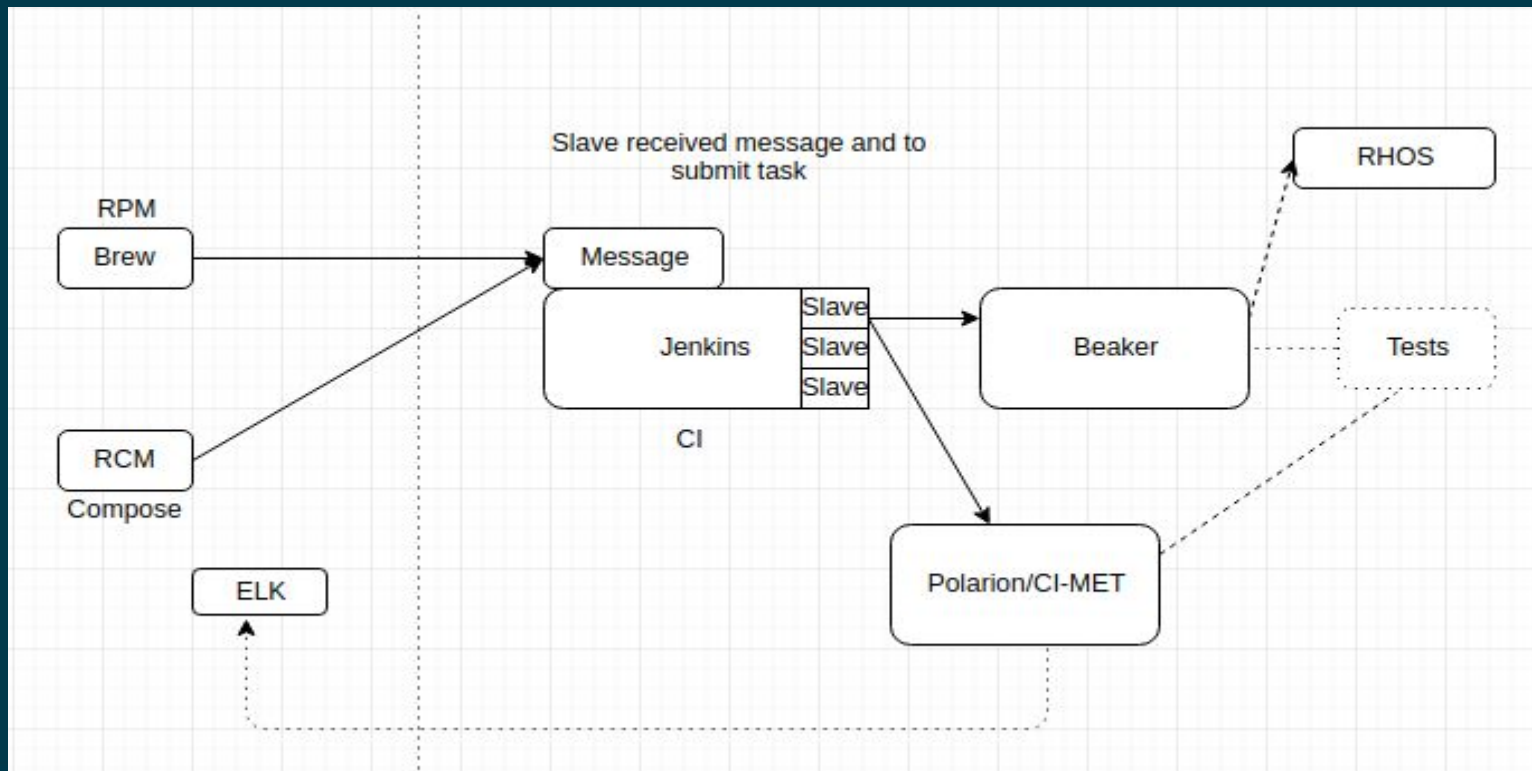 Slave received message and to
submit task
RHOS
RPM
Brew
Message
Slave
Jenkins
Slave
Beaker
Tests
Slave
CI
RCM
Compose
Polarion/CI-MET
ELK